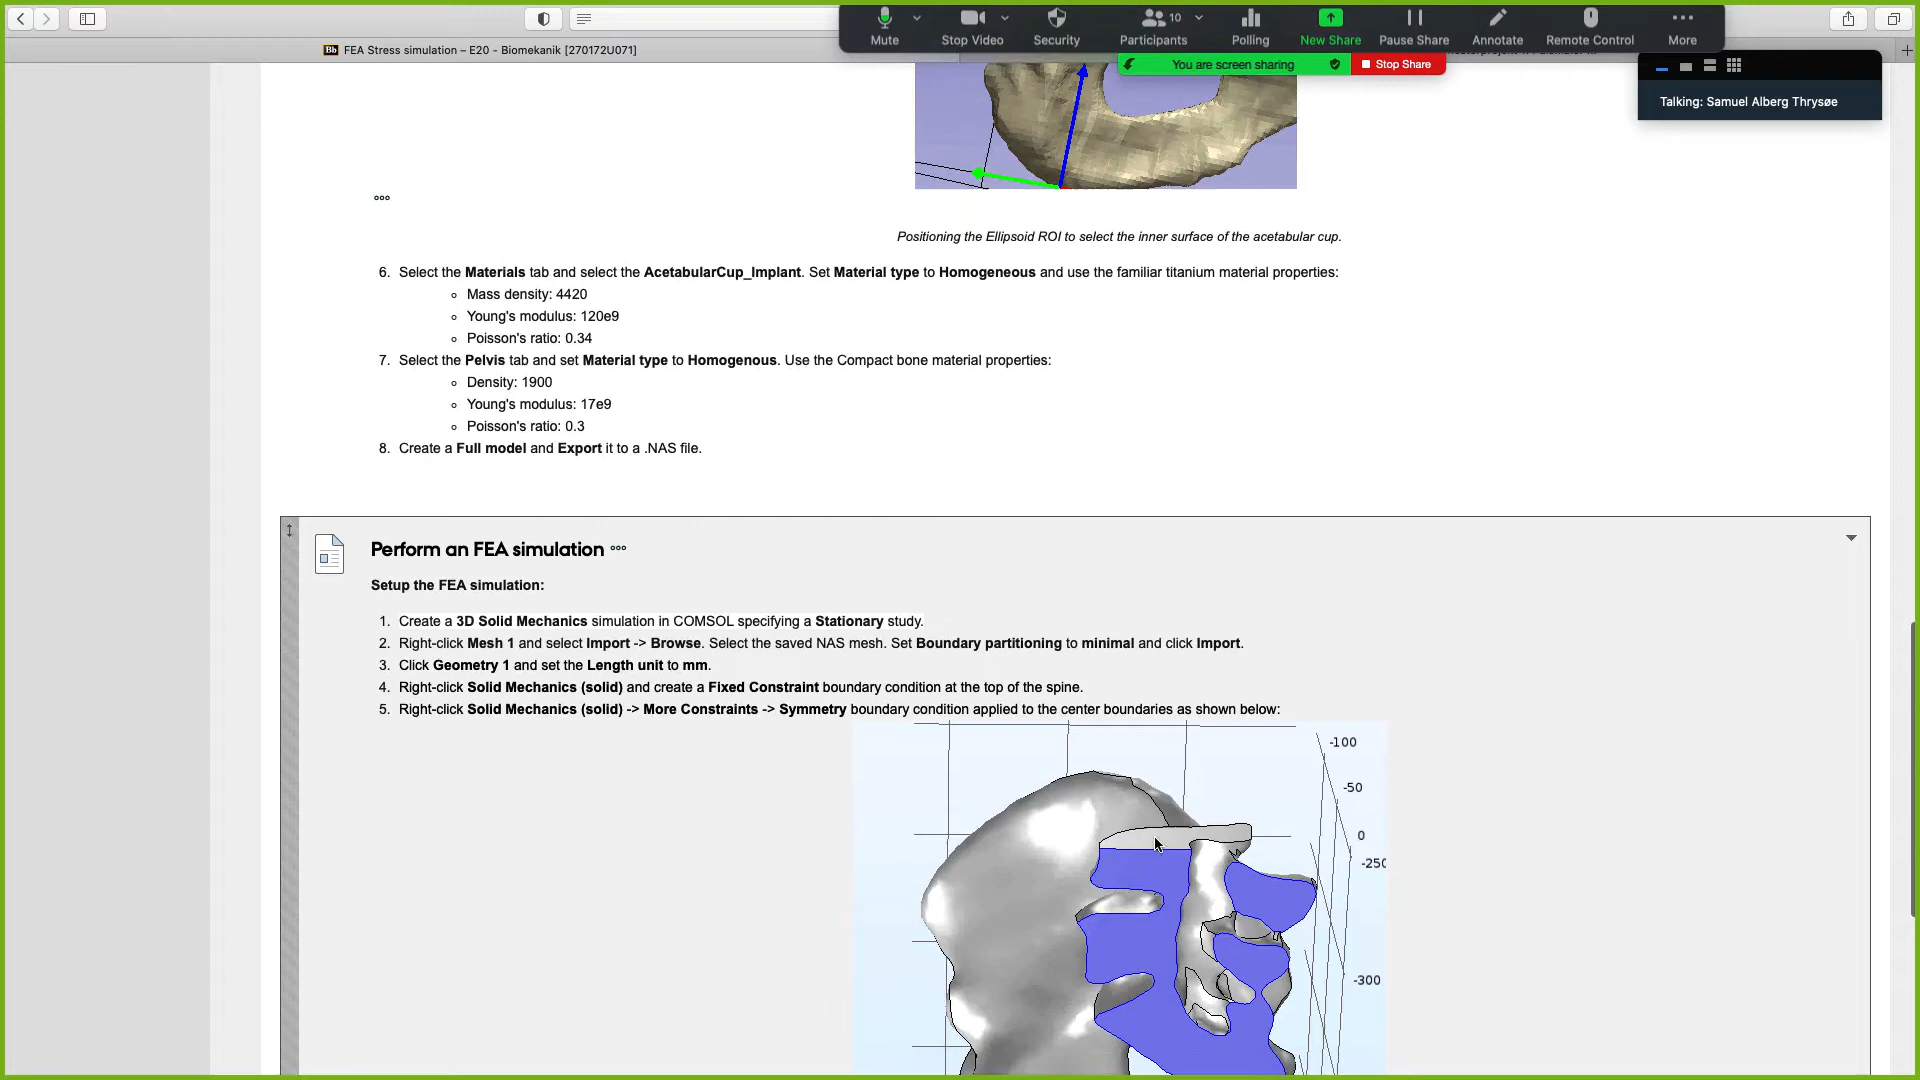 10
Mute
Stop Video
Security
Participants
Polling
New Share
Pause Share
Annotate
Remote Control
More
Bb FEA Stress simulation – E20 - Biomekanik [270172U071]
You are screen sharing
Stop Share
Talking: Samuel Alberg Thrysøe
Positioning the Ellipsoid ROI to select the inner surface of the acetabular cup.
6. Select the Materials tab and select the AcetabularCup_Implant. Set Material type to Homogeneous and use the familiar titanium material properties:
Mass density: 4420
Young's modulus: 120e9
Poisson's ratio: 0.34
7. Select the Pelvis tab and set Material type to Homogenous. Use the Compact bone material properties:
Density: 1900
Young's modulus: 17e9
Poisson's ratio: 0.3
8. Create a Full model and Export it to a .NAS file.
Perform an FEA simulation
Setup the FEA simulation:
1. Create a 3D Solid Mechanics simulation in COMSOL specifying a Stationary study.
2. Right-click Mesh 1 and select Import -> Browse. Select the saved NAS mesh. Set Boundary partitioning to minimal and click Import.
3. Click Geometry 1 and set the Length unit to mm.
4. Right-click Solid Mechanics (solid) and create a Fixed Constraint boundary condition at the top of the spine.
5. Right-click Solid Mechanics (solid) -> More Constraints -> Symmetry boundary condition applied to the center boundaries as shown below:
-100
-50
0
-250
-300